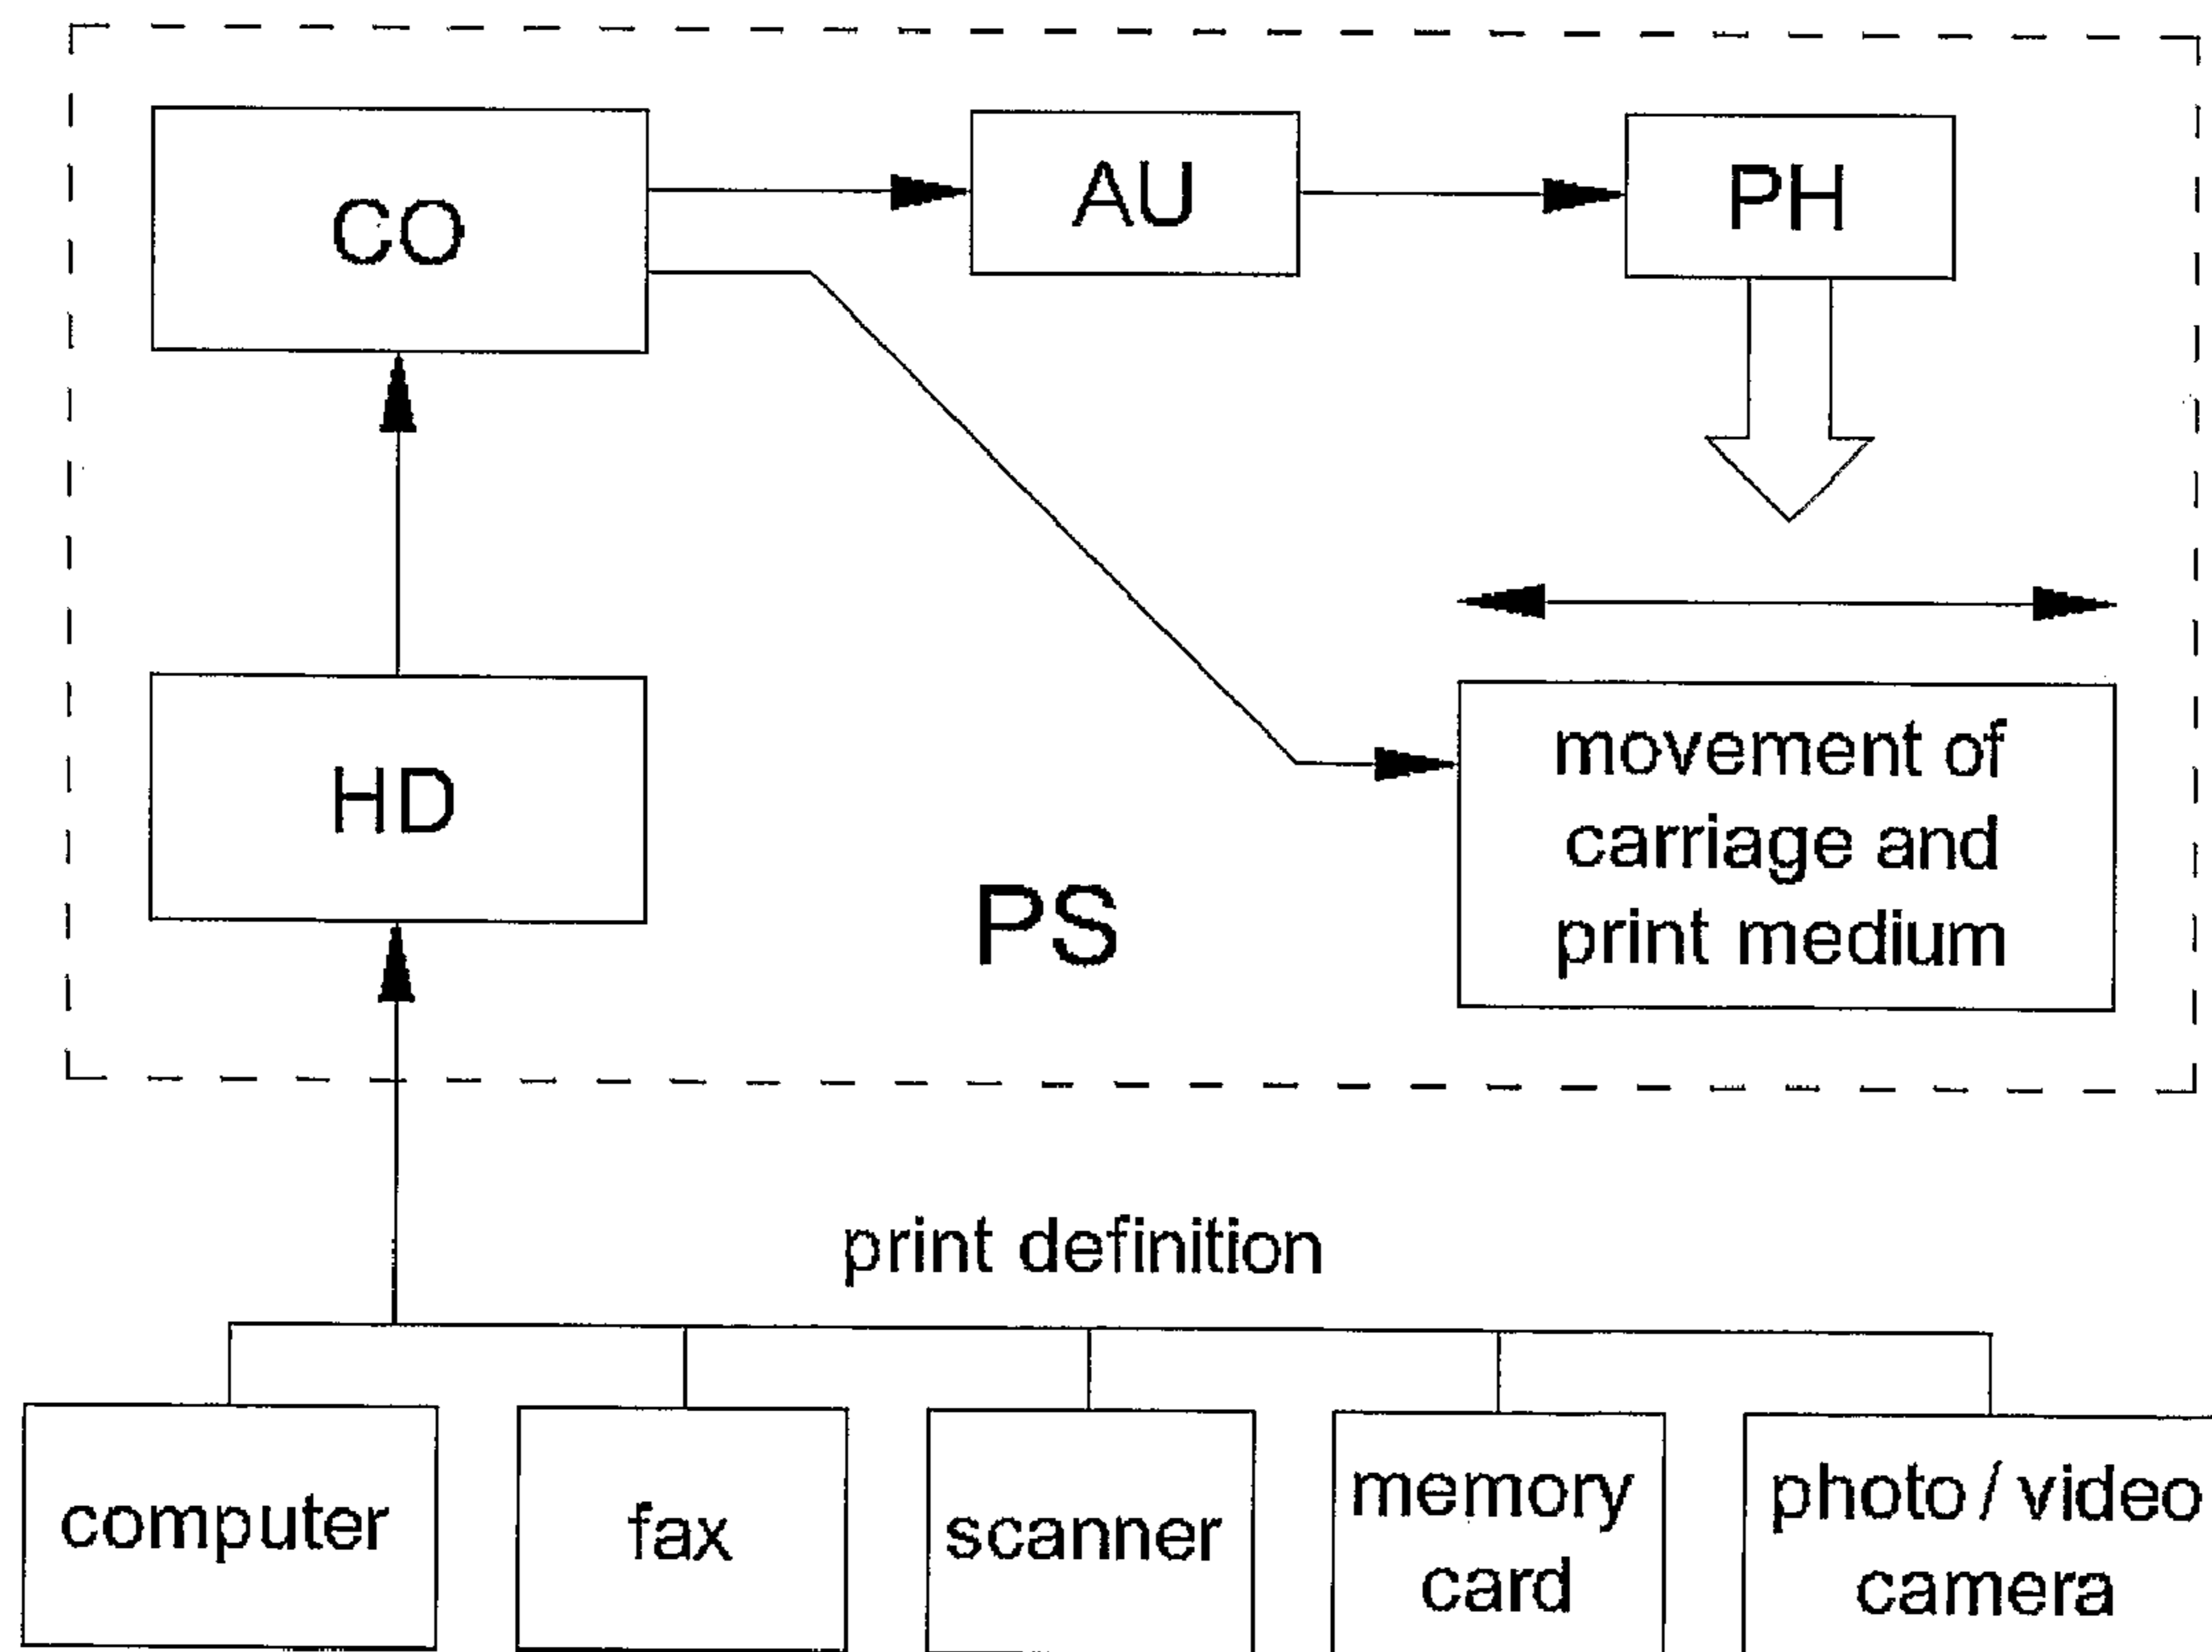 CO
AU
PH
HD
PS
movement of
carriage and
print medium
print definition
computer
fax
scanner
memory
card
photo / video
camera